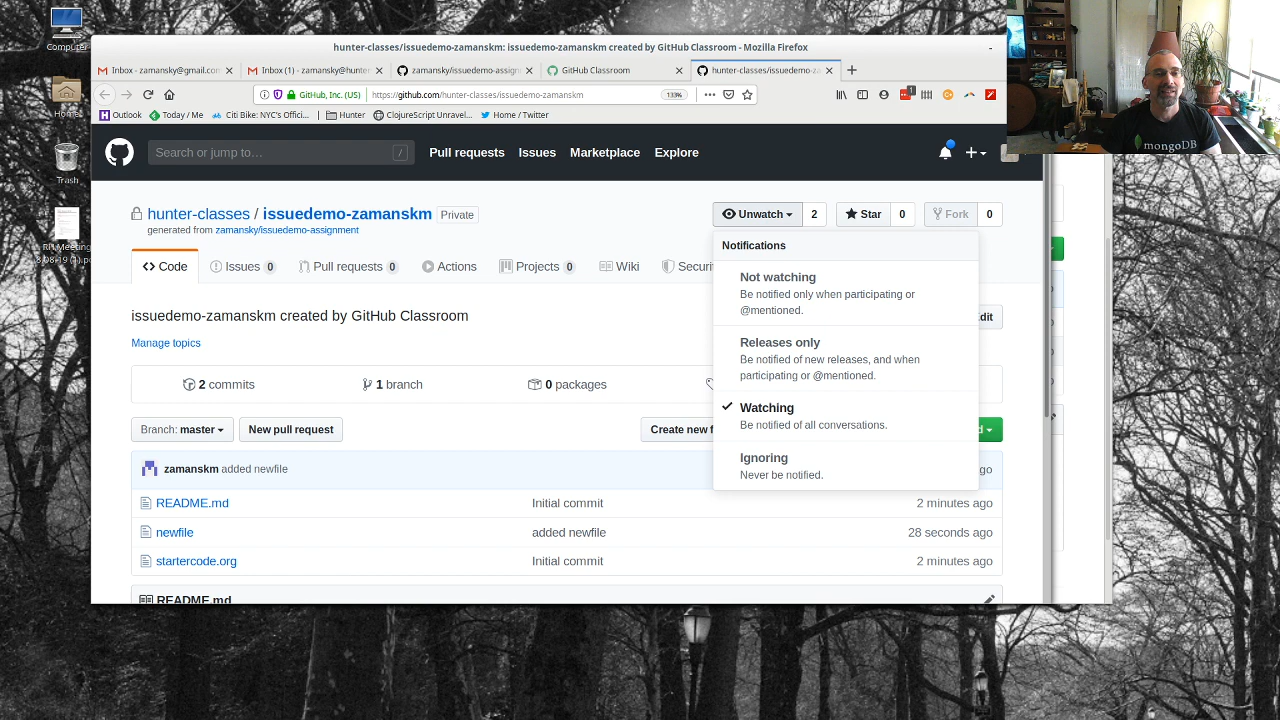 Computer
Home
Trash
RH Meeting
hunter-classes/issuedemo-zamanskm: issuedemo-zamanskm created by GitHub Classroom - Mozilla Firefox
Inbox - zamansky@gmail.com
Inbox (1) - zamansky@hunter
zamansky/issuedemo-assign
GitHub Classroom
hunter-classes/issuedemo-z
GitHub, Inc. (US)
https://github.com/hunter-classes/issuedemo-zamanskm
133%
Outlook
Today / Me
Citi Bike: NYC's Offici...
Hunter
ClojureScript Unravel...
Home / Twitter
Search or jump to...
/
Pull requests
Issues
Marketplace
Explore
mongoDB
hunter-classes / issuedemo-zamanskm
Private
generated from zamansky/issuedemo-assignment
Unwatch
2
Star
0
Fork
0
Code
Issues 0
Pull requests 0
Actions
Projects 0
Wiki
Securi
Notifications
Not watching
Be notified only when participating or
@mentioned.
Releases only
Be notified of new releases, and when
participating or @mentioned.
Watching
Be notified of all conversations.
Ignoring
Never be notified.
issuedemo-zamanskm created by GitHub Classroom
dit
Manage topics
2 commits
1 branch
0 packages
Branch: master
New pull request
Create new f
d
zamanskm added newfile
go
README.md
Initial commit
2 minutes ago
newfile
added newfile
28 seconds ago
startercode.org
Initial commit
2 minutes ago
README.md